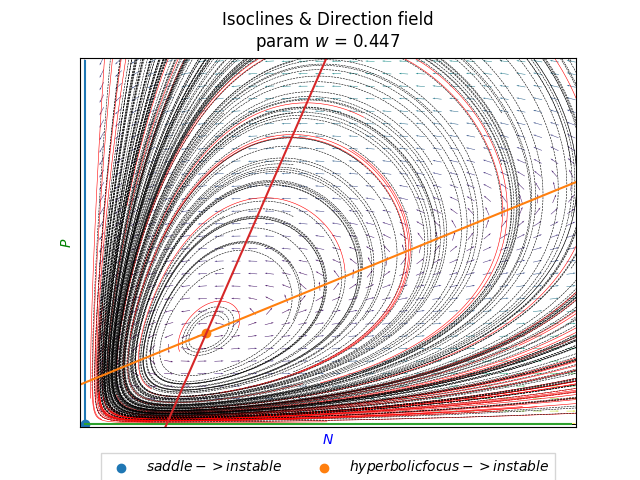 Isoclines & Direction field
param w = 0.447
P
N
saddle -> instable
hyperbolicfocus -> instable